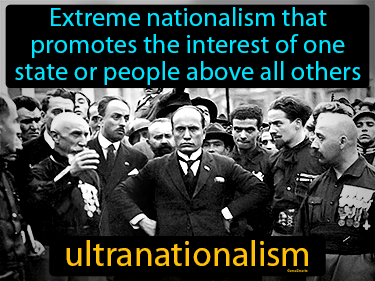 Extreme nationalism that
promotes the interest of one
state or people above all others
ultranationalism